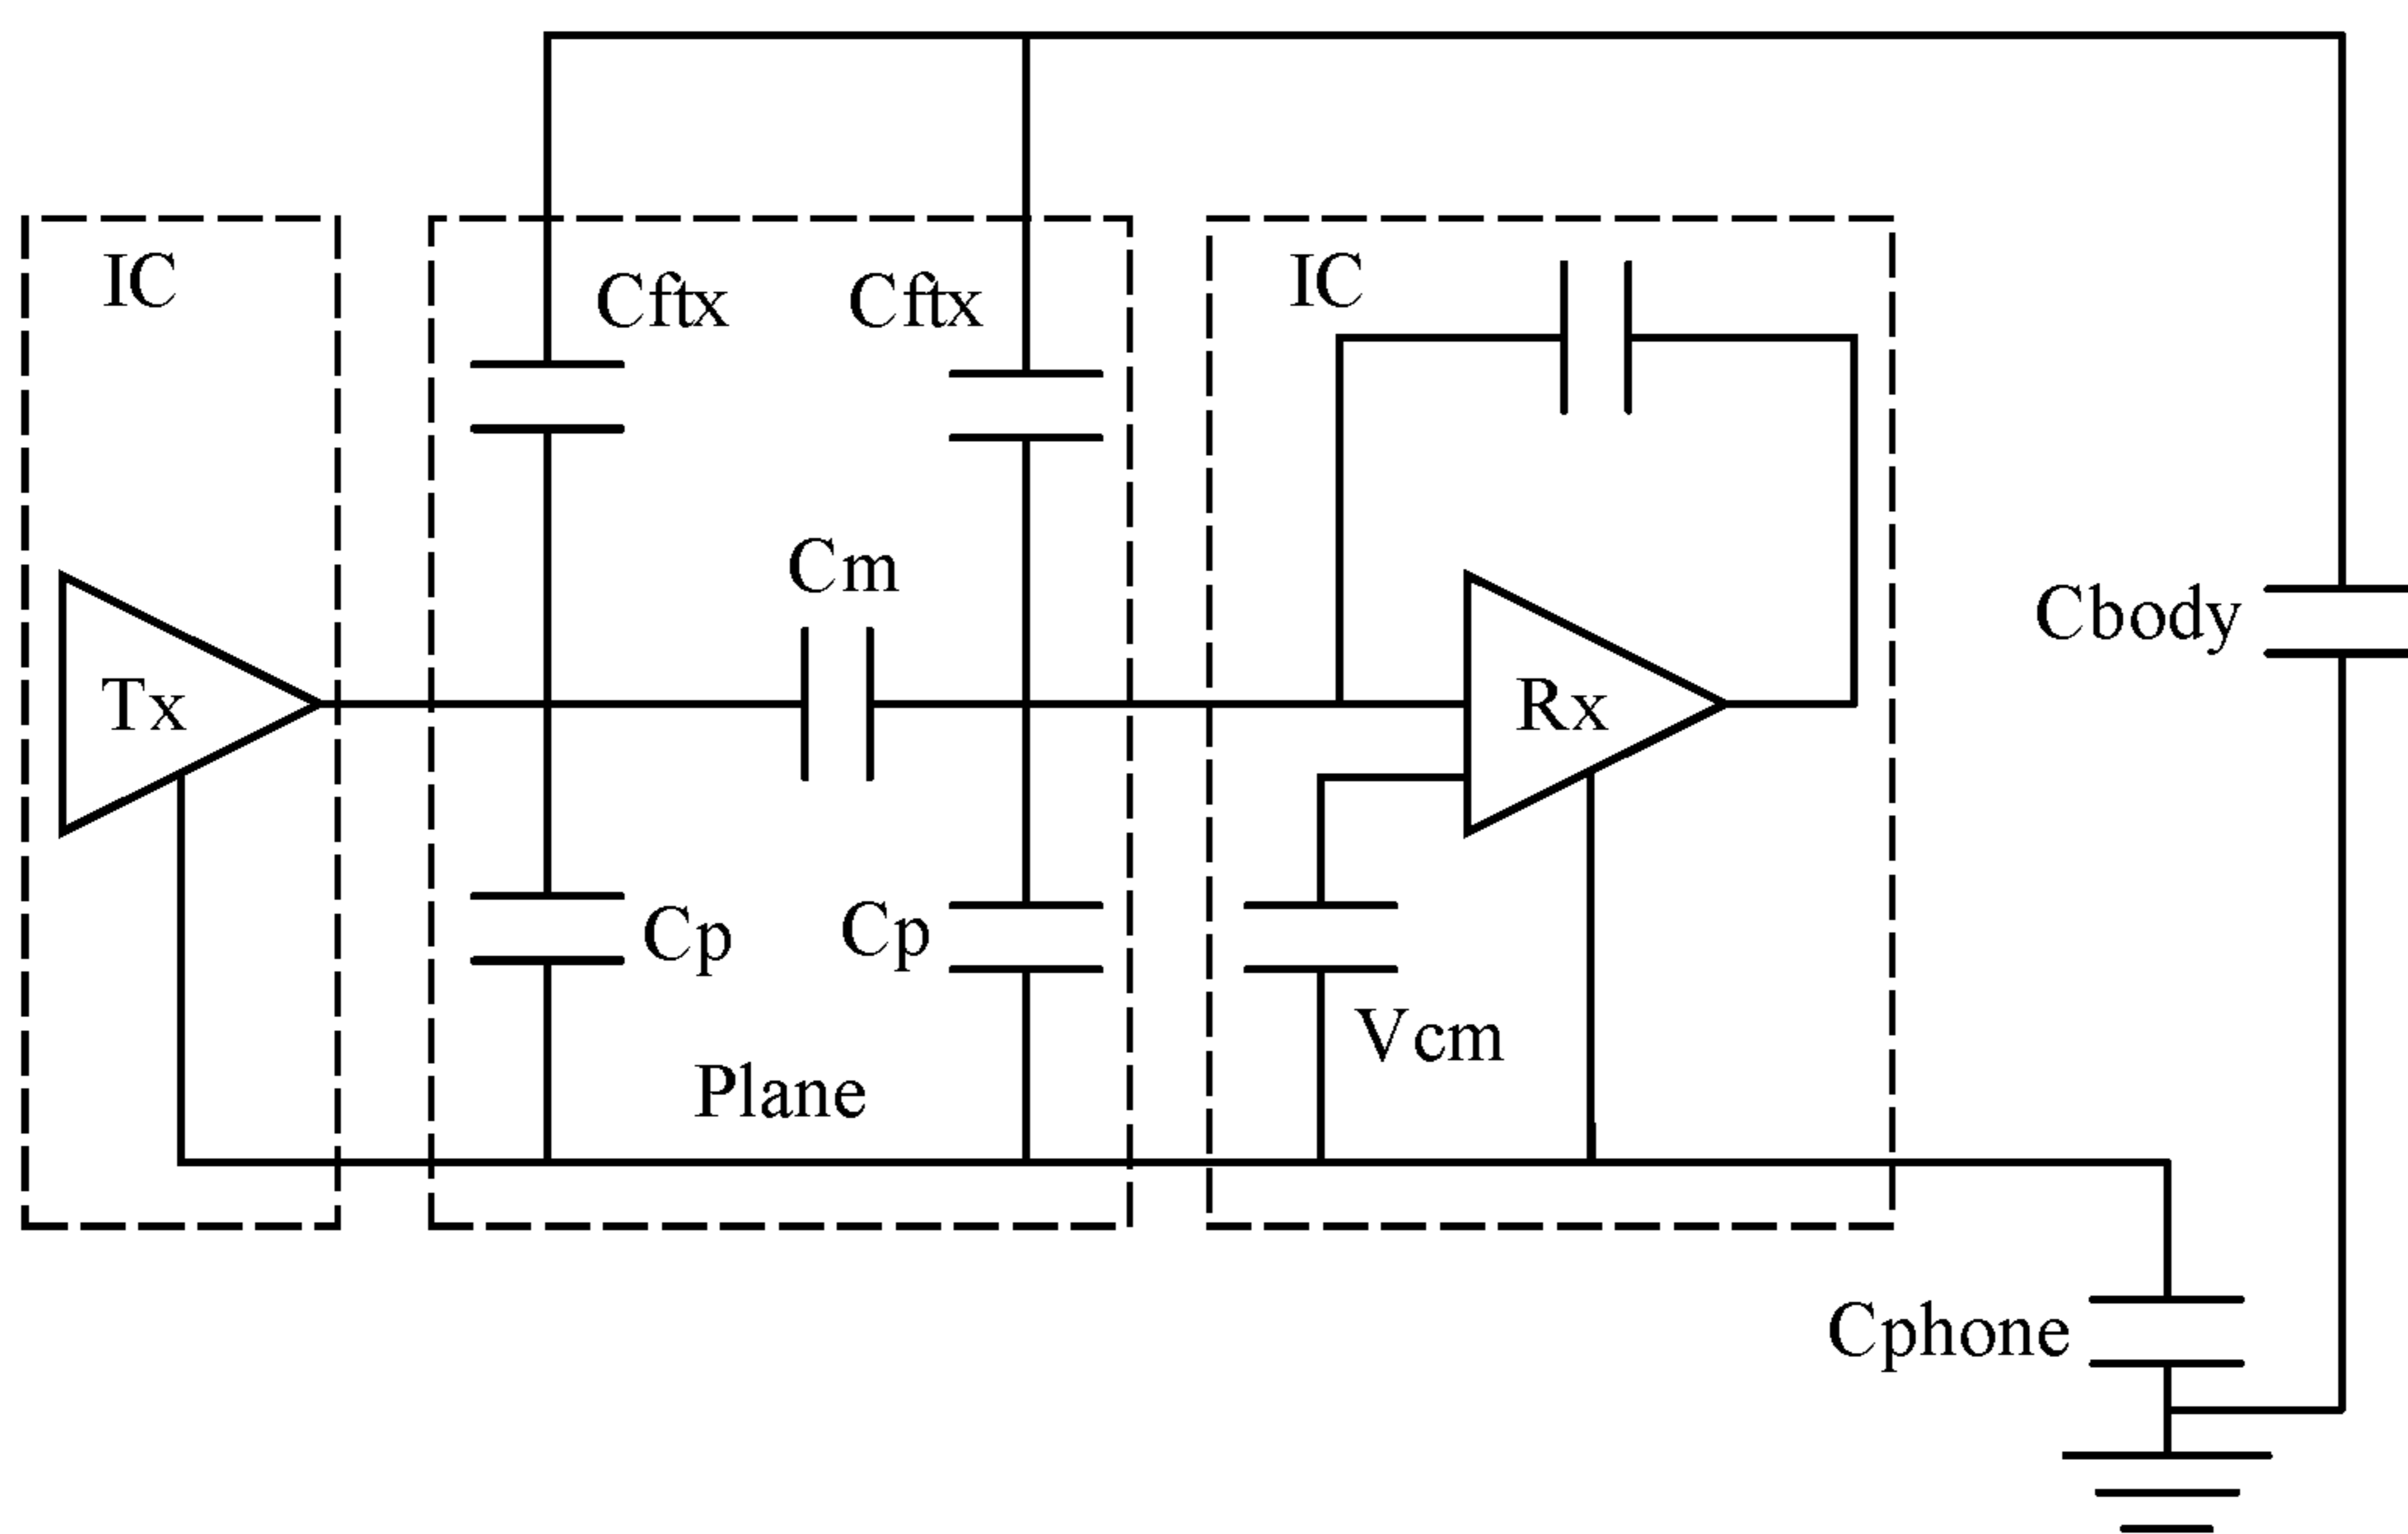 IC
Cftx
Cftx
IC
Cm
Cbody
Tx
Rx
Cp
Cp
Vcm
Plane
Cphone